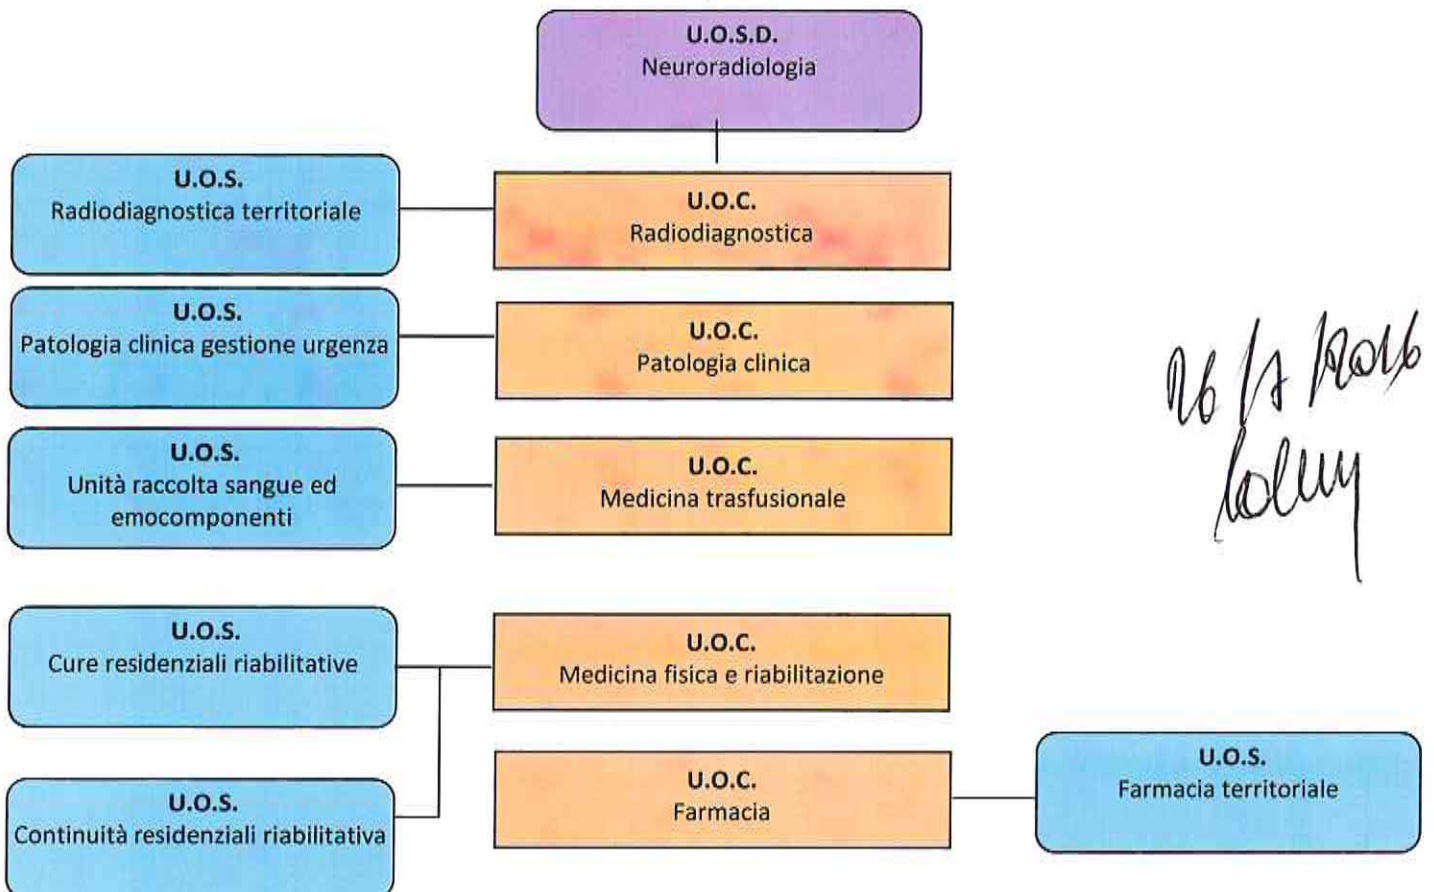 U.O.S.D.
Neuroradiologia
U.O.S.
Radiodiagnostica territoriale
U.O.C.
Radiodiagnostica
U.O.S.
Patologia clinica gestione urgenza
U.O.C.
Patologia clinica
U.O.S.
Unità raccolta sangue ed
emocomponenti
U.O.C.
Medicina trasfusionale
U.O.S.
Cure residenziali riabilitative
U.O.C.
Medicina fisica e riabilitazione
U.O.S.
Continuità residenziali riabilitativa
U.O.C.
Farmacia
U.O.S.
Farmacia territoriale